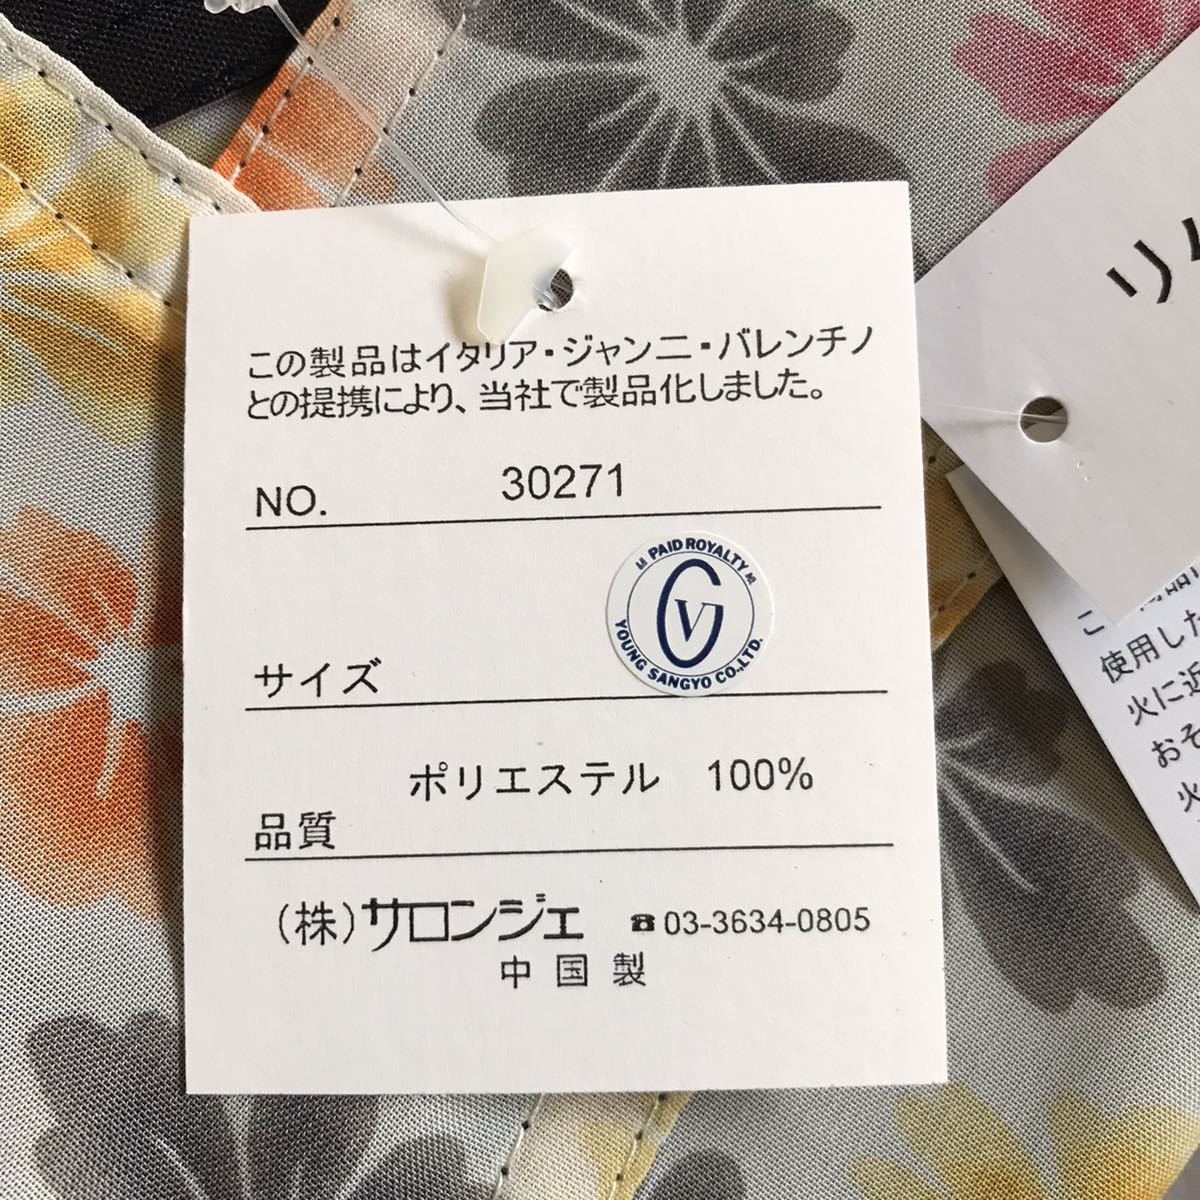 この製品はイタリア・ジャンニ・バレンチノ
との提携により、当社で製品化しました。
NO. 30271
PAID ROYALTY
GV
YOUNG SANGYO CO.,LTD.
サイズ
ポリエステル 100%
品質
(株)サロンジェ ☎03-3634-0805
中国製
リ
こ
使用した
火に近
おそ
火